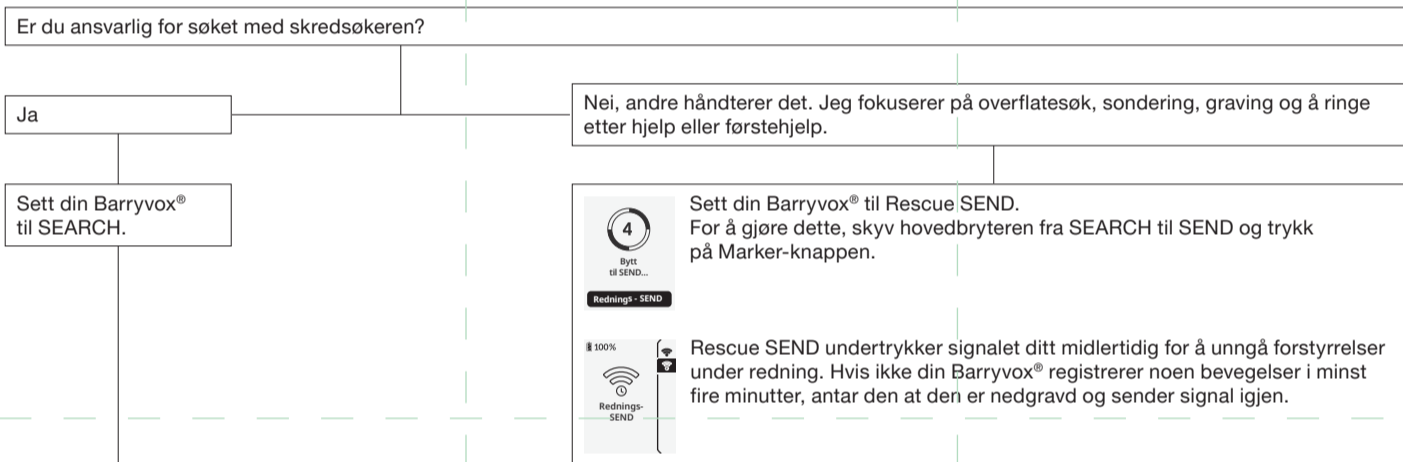 Er du ansvarlig for søket med skredsøkeren?
Ja
Nei, andre håndterer det. Jeg fokuserer på overflatesøk, sondering, graving og å ringe
etter hjelp eller førstehjelp.
Sett din Barryvox®
til SEARCH.
4
Bytt
til SEND...
Rednings - SEND
Sett din Barryvox® til Rescue SEND.
For å gjøre dette, skyv hovedbryteren fra SEARCH til SEND og trykk
på Marker-knappen.
100%
Rednings-
SEND
Rescue SEND undertrykker signalet ditt midlertidig for å unngå forstyrrelser
under redning. Hvis ikke din Barryvox® registrerer noen bevegelser i minst
fire minutter, antar den at den er nedgravd og sender signal igjen.